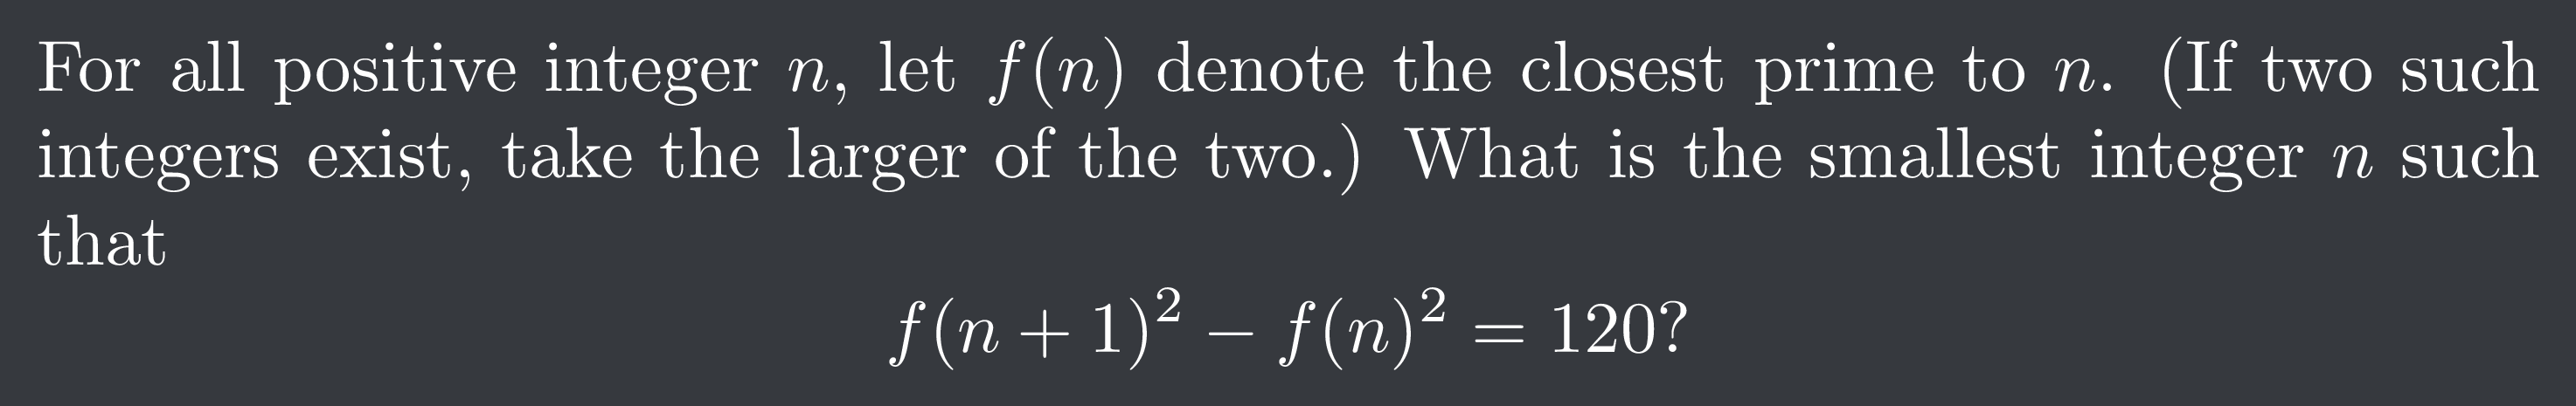 For all positive integer n, let f(n) denote the closest prime to n. (If two such
integers exist, take the larger of the two.) What is the smallest integer n such
that
f(n + 1)² − f(n)² = 120?